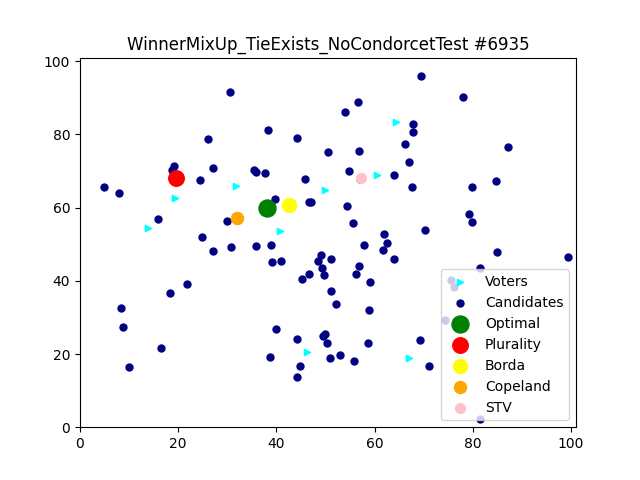 WinnerMixUp_TieExists_NoCondorcetTest #6935
100
80
60
40
20
0
0 20 40 60 80 100
Voters
Candidates
Optimal
Plurality
Borda
Copeland
STV